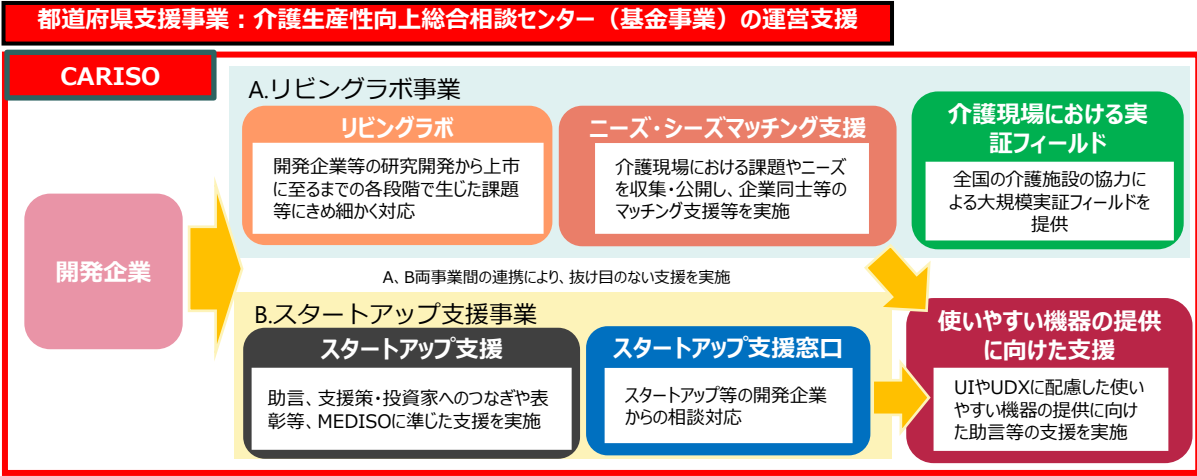 都道府県支援事業：介護生産性向上総合相談センター（基金事業）の運営支援
CARISO
A.リビングラボ事業
リビングラボ
開発企業等の研究開発から上市
に至るまでの各段階で生じた課題
等にきめ細かく対応
ニーズ・シーズマッチング支援
介護現場における課題やニーズ
を収集・公開し、企業同士等の
マッチング支援等を実施
介護現場における実
証フィールド
全国の介護施設の協力に
よる大規模実証フィールドを
提供
開発企業
A、B両事業間の連携により、抜け目のない支援を実施
B.スタートアップ支援事業
スタートアップ支援
助言、支援策・投資家へのつなぎや表
彰等、MEDISOに準じた支援を実施
スタートアップ支援窓口
スタートアップ等の開発企業
からの相談対応
使いやすい機器の提供
に向けた支援
UIやUDXに配慮した使い
やすい機器の提供に向け
た助言等の支援を実施